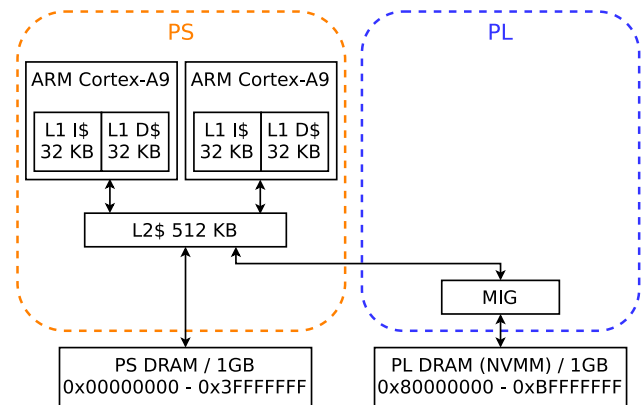 PS
PL
ARM Cortex-A9
ARM Cortex-A9
L1 I$
32 KB
L1 D$
32 KB
L1 I$
32 KB
L1 D$
32 KB
L2$ 512 KB
MIG
PS DRAM / 1GB
0x00000000 - 0x3FFFFFFF
PL DRAM (NVMM) / 1GB
0x80000000 - 0xBFFFFFFF